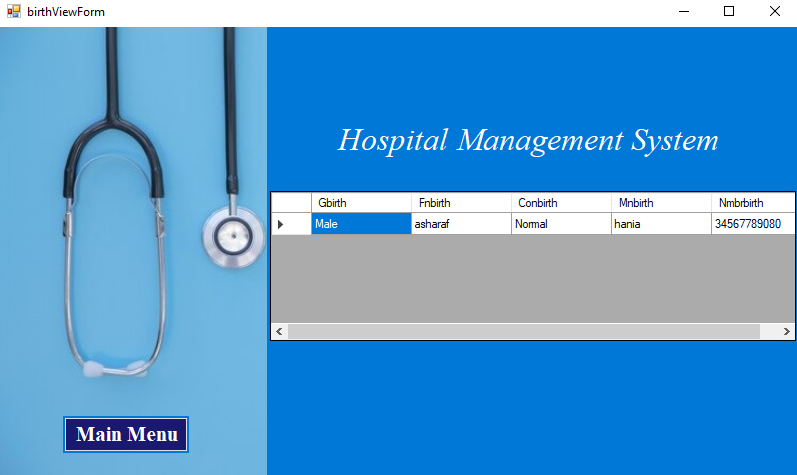 birthViewForm
Hospital Management System
Gbirth Fnbirth Conbirth Mnbirth Nmbrbirth
Male asharaf Normal hania 34567789080
Main Menu